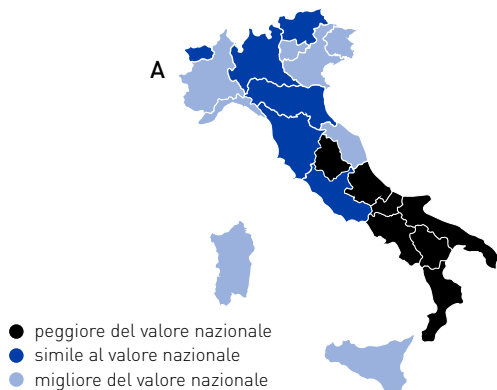 A
peggiore del valore nazionale
simile al valore nazionale
migliore del valore nazionale